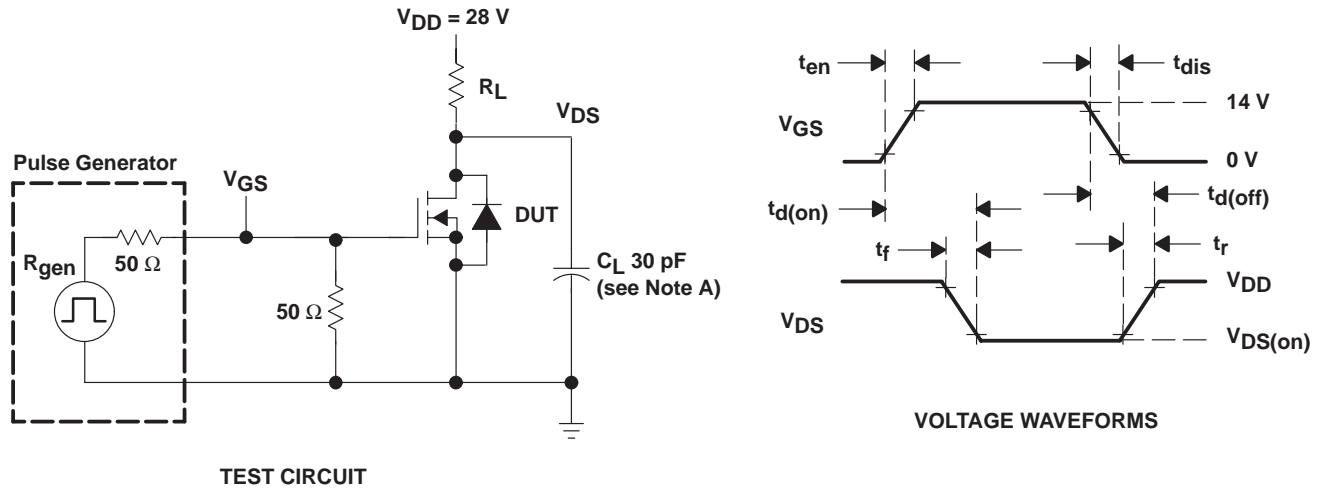 VDD = 28 V
RL
VDS
Pulse Generator
VGS
Rgen
50 Ω
50 Ω
DUT
CL 30 pF
(see Note A)
TEST CIRCUIT
ten
tdis
VGS
14 V
0 V
td(on)
td(off)
tf
tr
VDS
VDD
VDS(on)
VOLTAGE WAVEFORMS